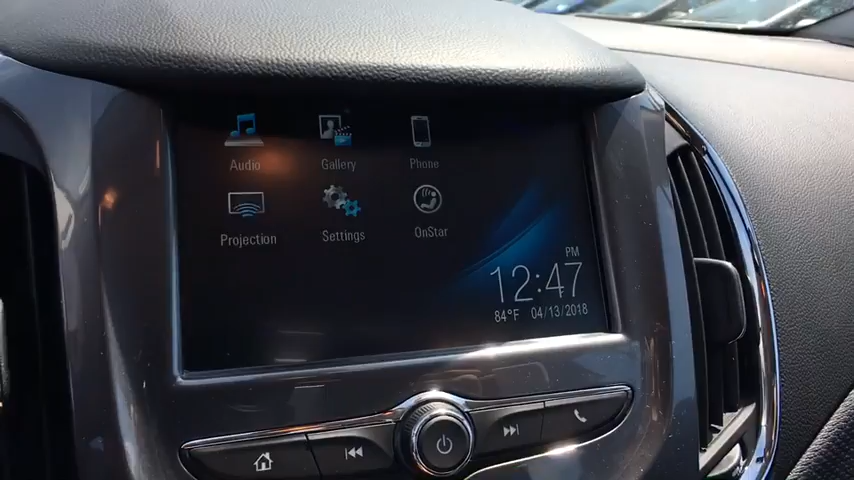 Audio Gallery Phone
Projection Settings OnStar
PM
12:47
84°F 04/13/2018